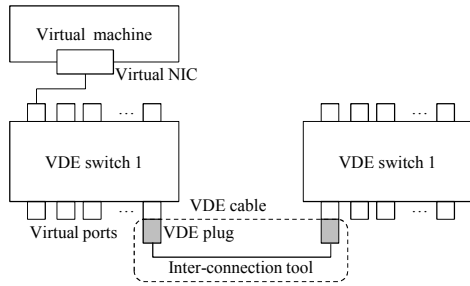 Virtual machine
Virtual NIC
...
...
VDE switch 1
VDE switch 1
...
...
VDE cable
Virtual ports
VDE plug
Inter-connection tool